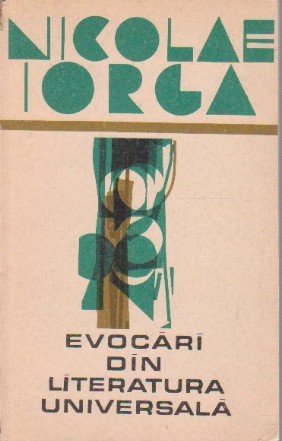 NICOLAE
IORGA
EVOCĂRI
DIN
LITERATURA
UNIVERSALĂ